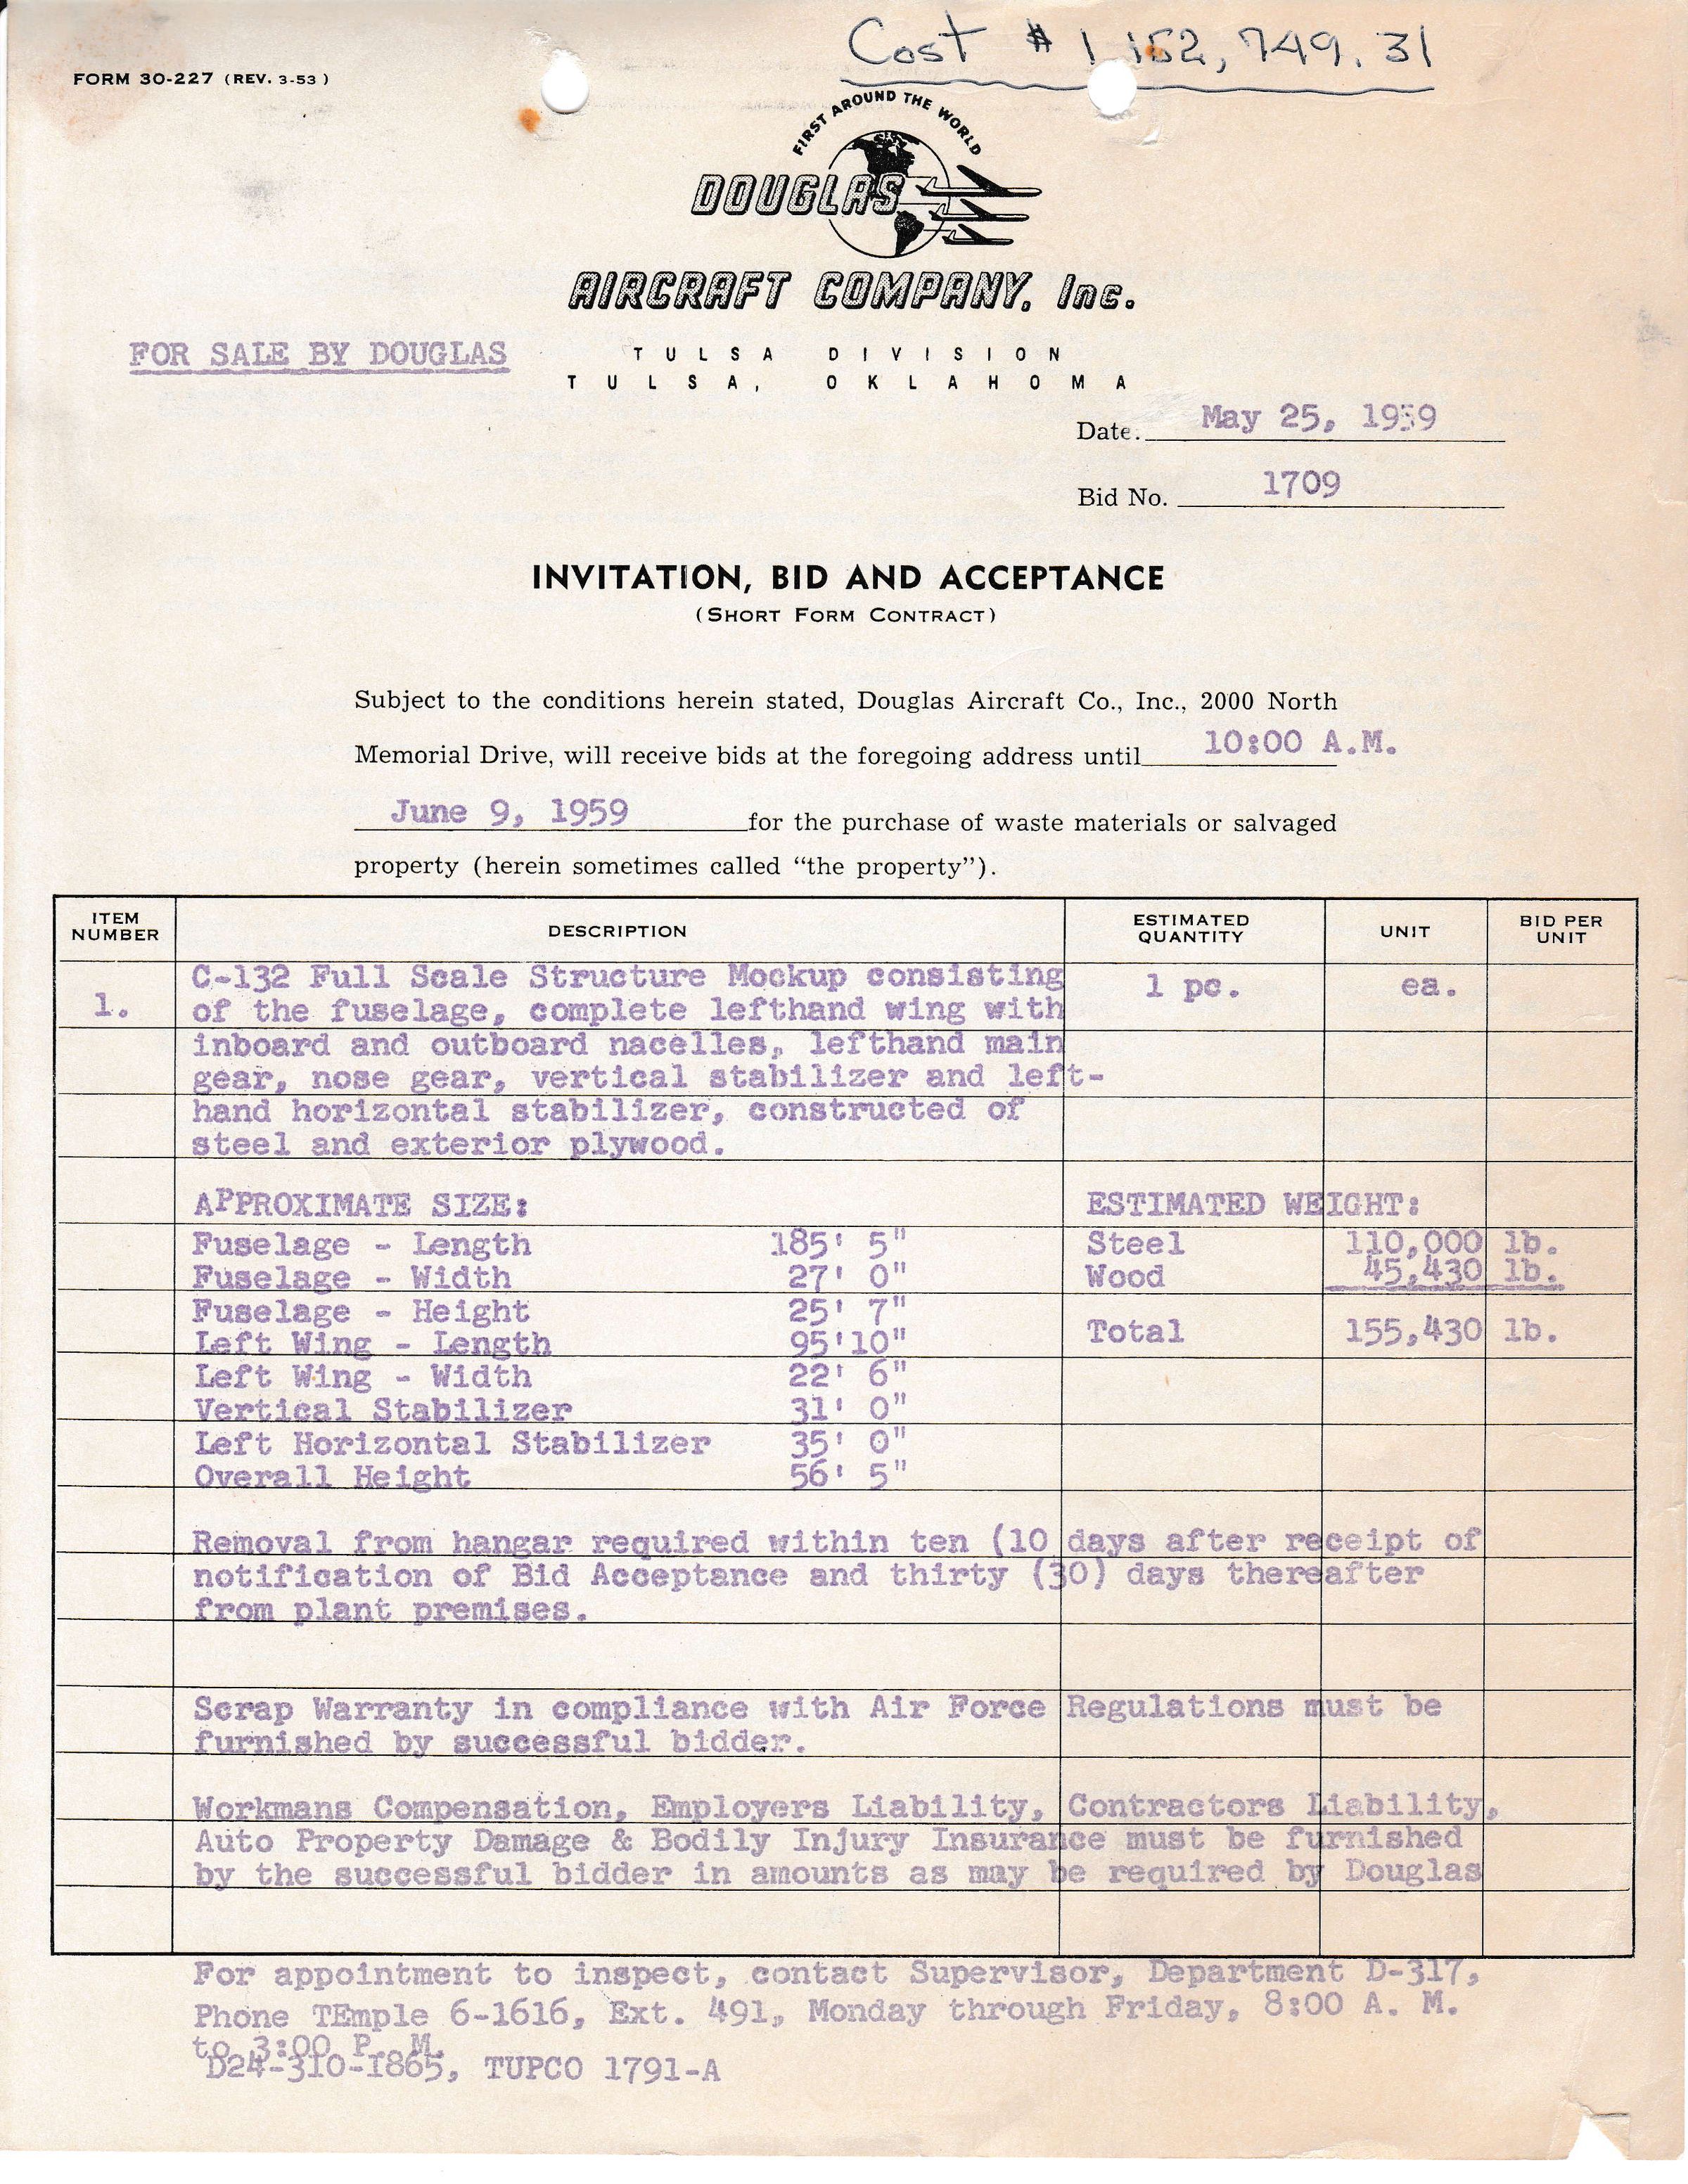 Cost $1,152,749.31
FORM 30-227 (REV. 3-53)
FIRST AROUND THE WORLD
DOUGLAS
AIRCRAFT COMPANY, Inc.
FOR SALE BY DOUGLAS
TULSA DIVISION
TULSA, OKLAHOMA
Date. May 25, 1959
Bid No. 1709
INVITATION, BID AND ACCEPTANCE
(SHORT FORM CONTRACT)
Subject to the conditions herein stated, Douglas Aircraft Co., Inc., 2000 North
Memorial Drive, will receive bids at the foregoing address until 10:00 A.M.
June 9, 1959 for the purchase of waste materials or salvaged
property (herein sometimes called “the property”).
ITEM NUMBER DESCRIPTION ESTIMATED QUANTITY UNIT BID PER UNIT
C-132 Full Scale Structure Mockup consisting 1 pc. ea.
1. of the fuselage, complete lefthand wing with
inboard and outboard nacelles, lefthand main
gear, nose gear, vertical stabilizer and left-
hand horizontal stabilizer, constructed of
steel and exterior plywood.
APPROXIMATE SIZE: ESTIMATED WEIGHT:
Fuselage - Length 185' 5" Steel 110,000 lb.
Fuselage - Width 27' 0" Wood 45,430 lb.
Fuselage - Height 25' 7"
Left Wing - Length 95'10" Total 155,430 lb.
Left Wing - Width 22' 6"
Vertical Stabilizer 31' 0"
Left Horizontal Stabilizer 35' 0"
Overall Height 56' 5"
Removal from hangar required within ten (10 days after receipt of
notification of Bid Acceptance and thirty (30) days thereafter
from plant premises.
Scrap Warranty in compliance with Air Force Regulations must be
furnished by successful bidder.
Workmans Compensation, Employers Liability, Contractors Liability,
Auto Property Damage & Bodily Injury Insurance must be furnished
by the successful bidder in amounts as may be required by Douglas
For appointment to inspect, contact Supervisor, Department D-317,
Phone TEmple 6-1616, Ext. 491, Monday through Friday, 8:00 A. M.
to 3:00 P. M.
D24-310-1865, TUPCO 1791-A